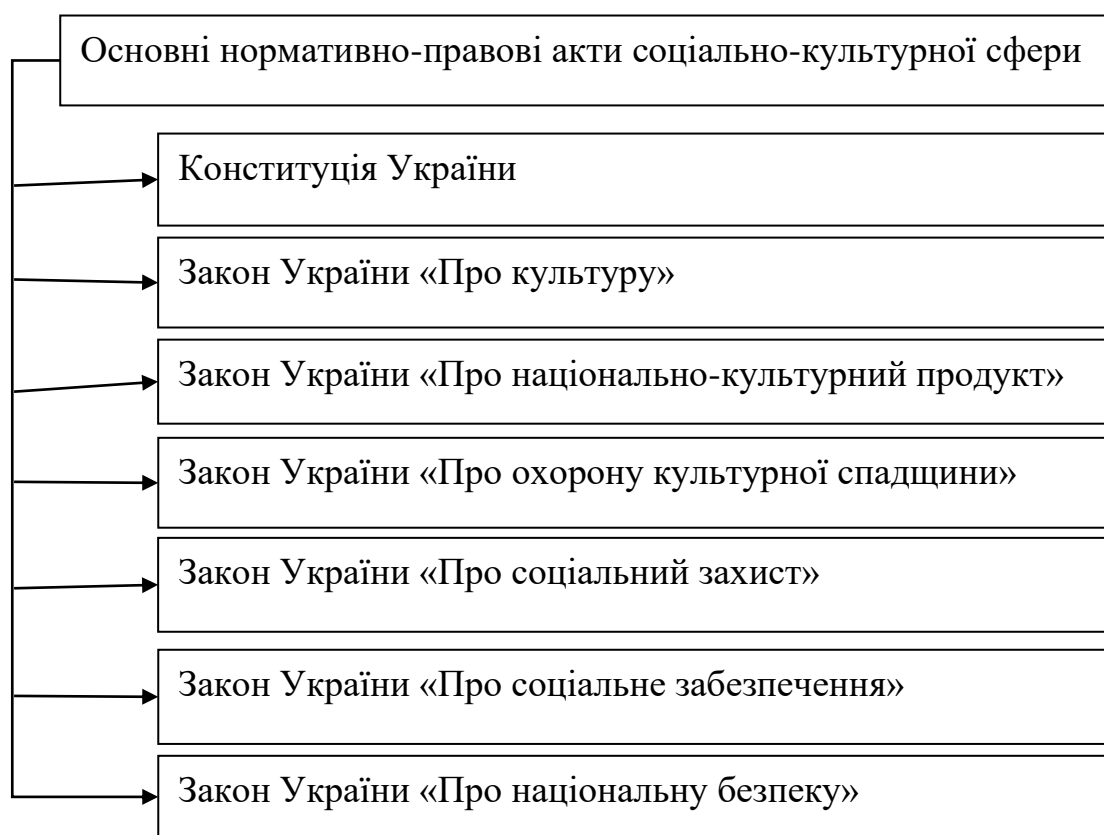 Основні нормативно-правові акти соціально-культурної сфери
Конституція України
Закон України «Про культуру»
Закон України «Про національно-культурний продукт»
Закон України «Про охорону культурної спадщини»
Закон України «Про соціальний захист»
Закон України «Про соціальне забезпечення»
Закон України «Про національну безпеку»